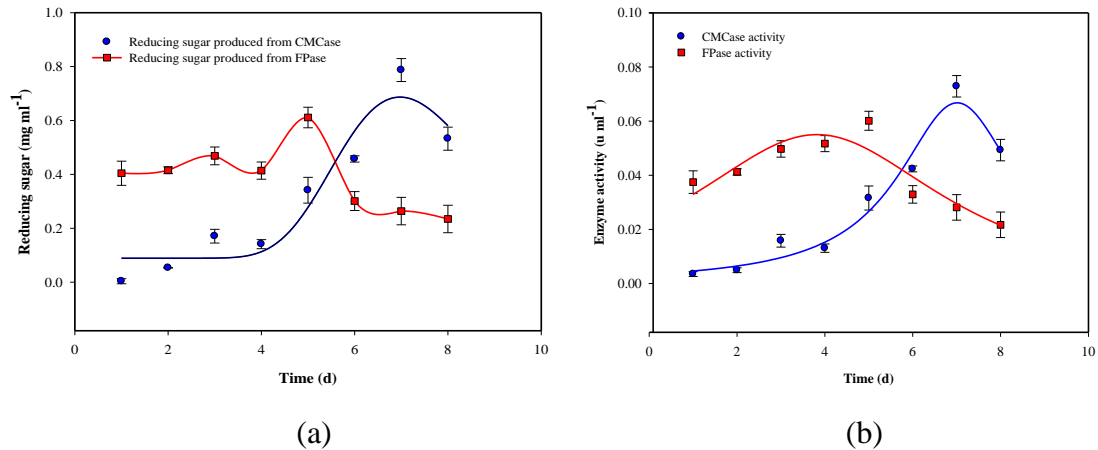 1.0
0.8
0.6
0.4
0.2
0.0
Reducing sugar (mg ml-1)
Reducing sugar produced from CMCase
Reducing sugar produced from FPase
0 2 4 6 8 10
Time (d)
(a)
0.10
0.08
0.06
0.04
0.02
0.00
Enzyme activity (u ml-1)
CMCase activity
FPase activity
0 2 4 6 8 10
Time (d)
(b)